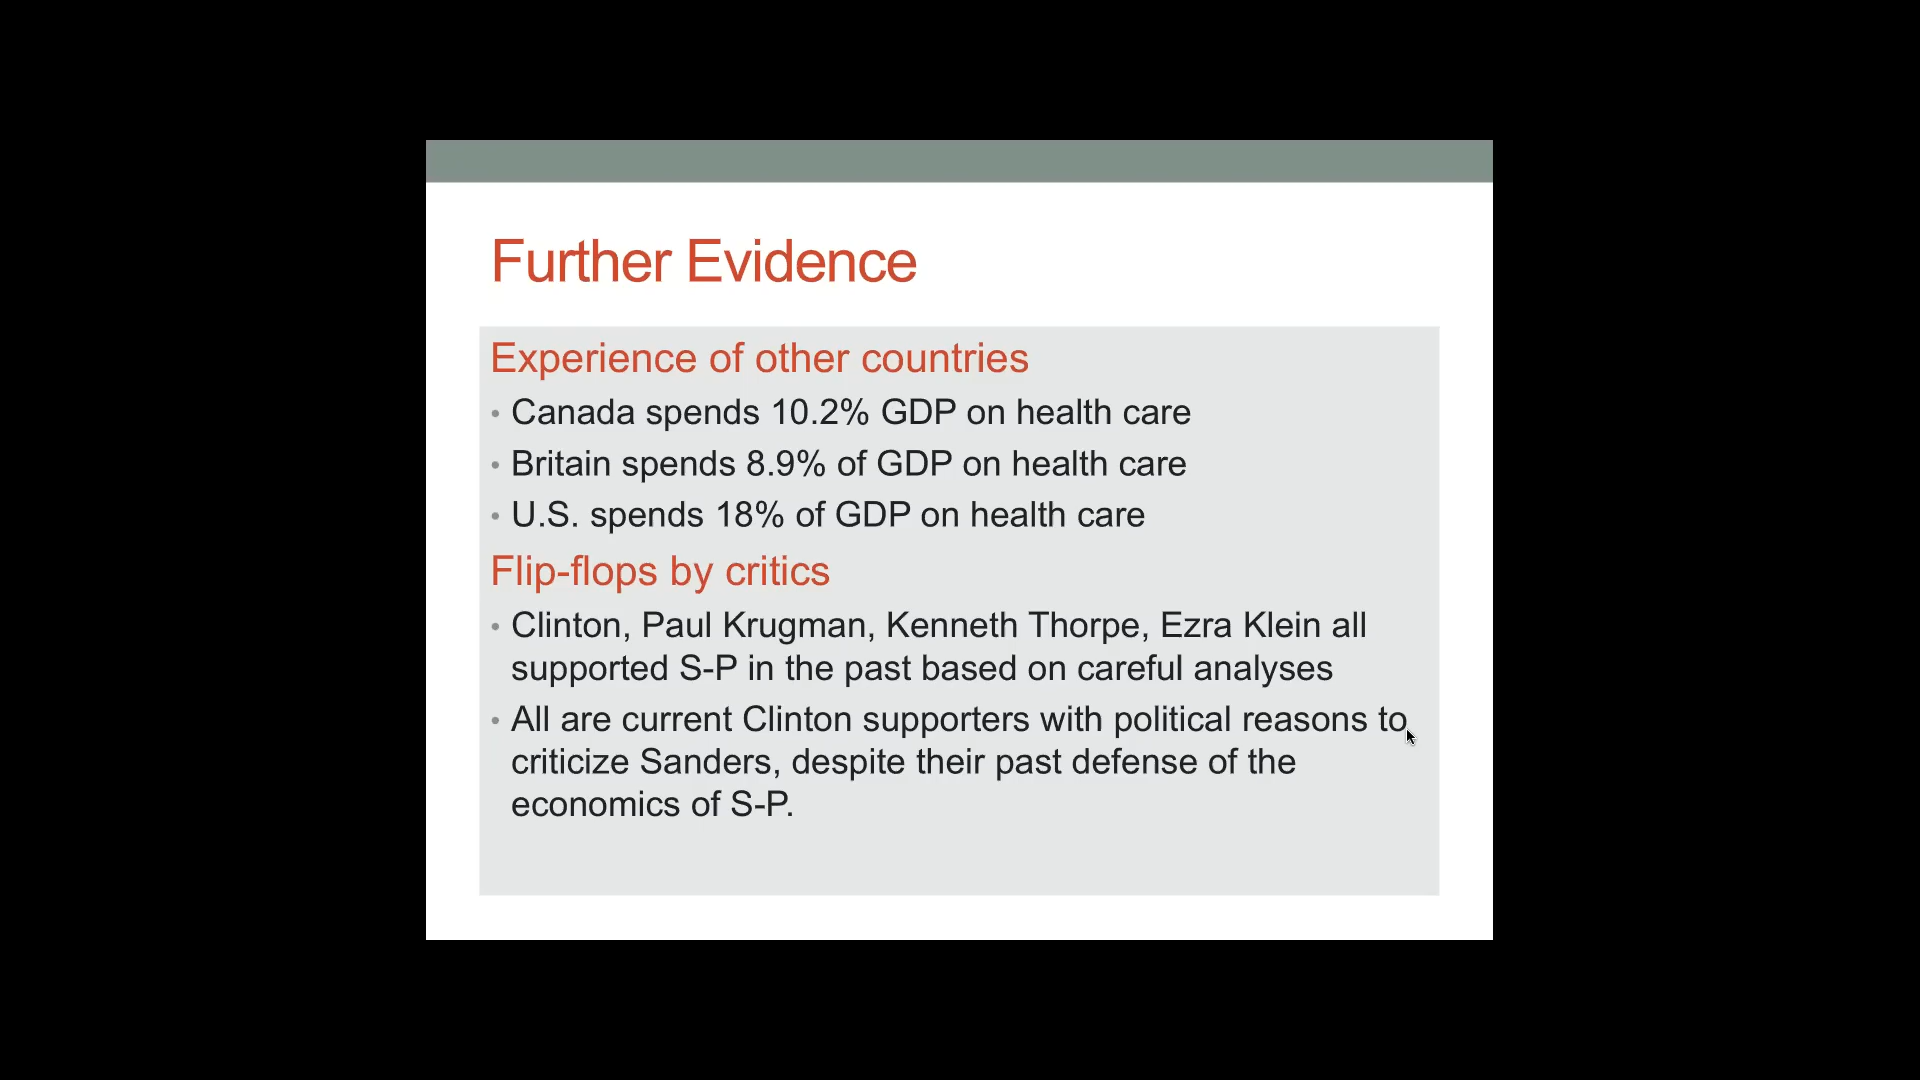 Further Evidence
Experience of other countries
• Canada spends 10.2% GDP on health care
• Britain spends 8.9% of GDP on health care
• U.S. spends 18% of GDP on health care
Flip-flops by critics
• Clinton, Paul Krugman, Kenneth Thorpe, Ezra Klein all
supported S-P in the past based on careful analyses
• All are current Clinton supporters with political reasons to
criticize Sanders, despite their past defense of the
economics of S-P.